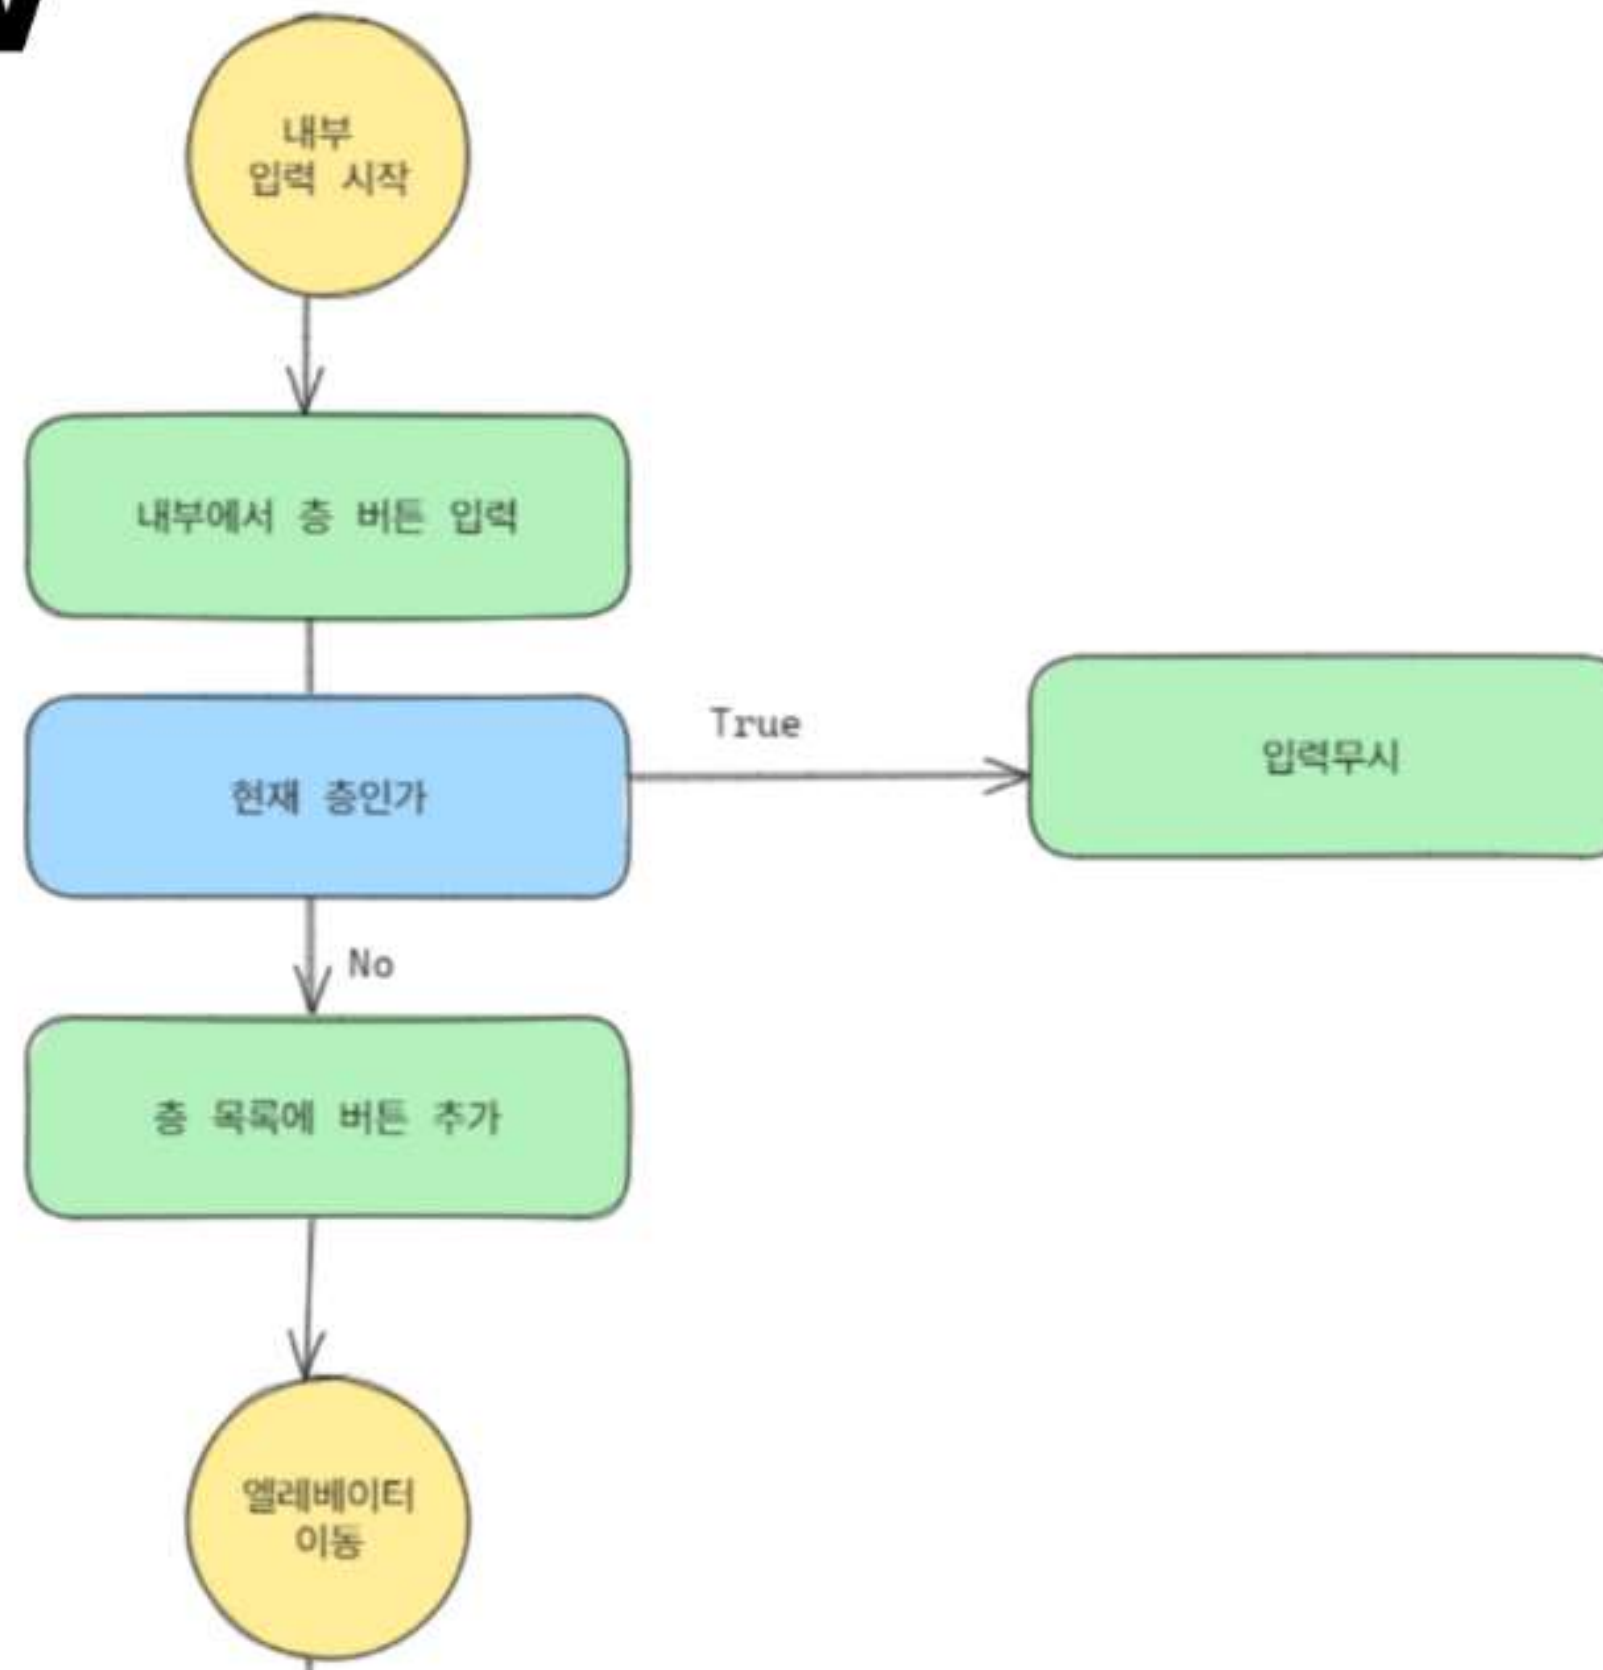 내부
입력 시작
내부에서 층 버튼 입력
True
입력무시
현재 층인가
No
층 목록에 버튼 추가
엘레베이터
이동